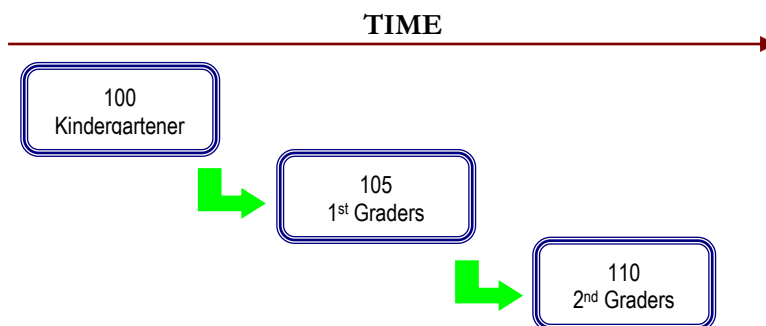 TIME
100
Kindergartener
105
1st Graders
110
2nd Graders